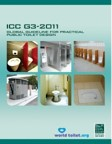 ICC G3-2011
GLOBAL GUIDELINE FOR PRACTICAL
PUBLIC TOILET DESIGN
world toilet.org